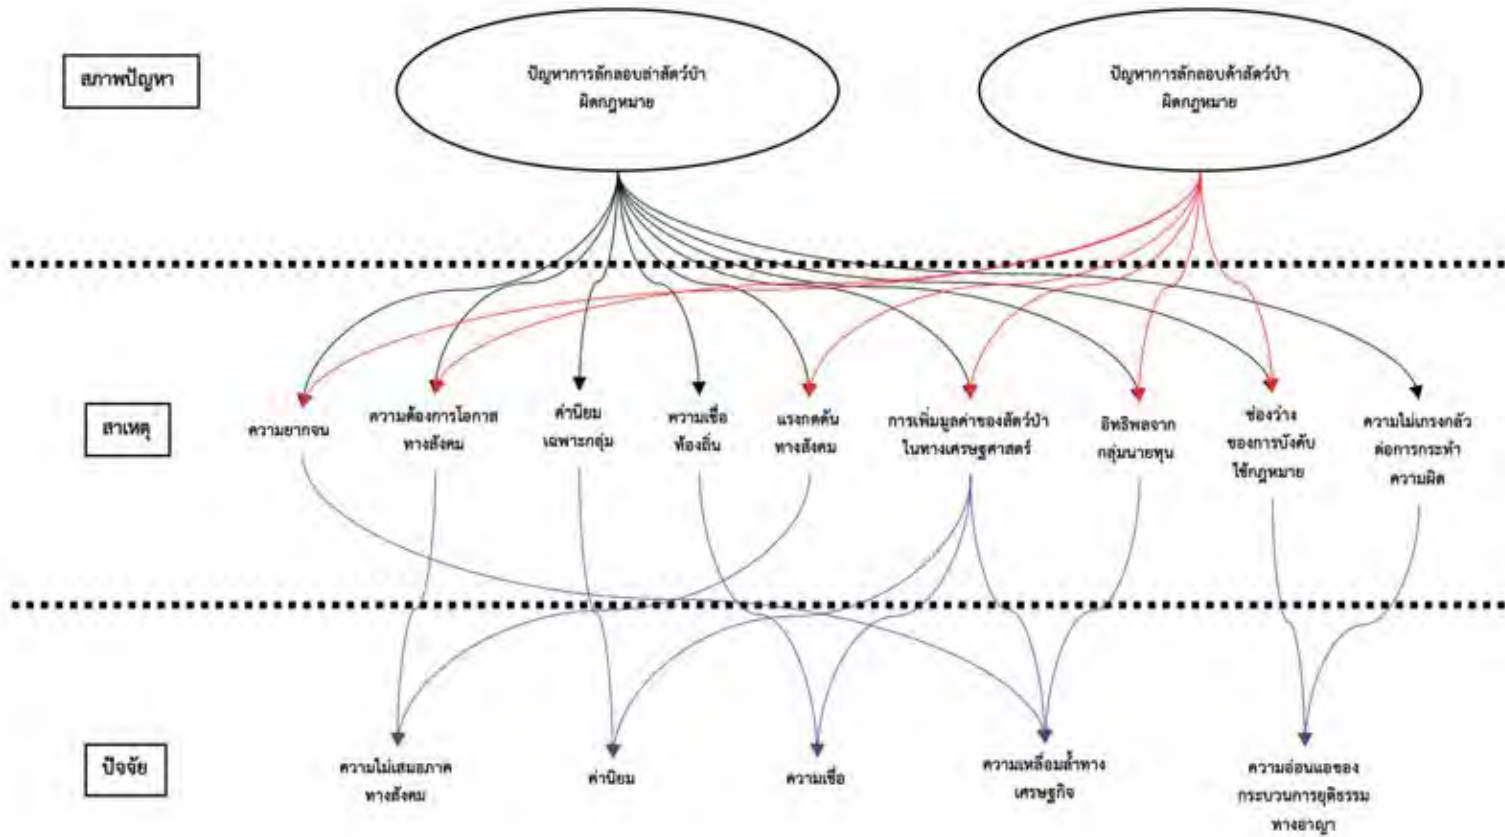 สภาพปัญหา
ปัญหาการลักลอบล่าสัตว์ป่า
ผิดกฎหมาย
ปัญหาการลักลอบค้าสัตว์ป่า
ผิดกฎหมาย
สาเหตุ
ความยากจน
ความต้องการโอกาส
ทางสังคม
ค่านิยม
เฉพาะกลุ่ม
ความเชื่อ
ท้องถิ่น
แรงกดดัน
ทางสังคม
การเพิ่มมูลค่าของสัตว์ป่า
ในทางเศรษฐศาสตร์
อิทธิพลจาก
กลุ่มนายทุน
ช่องว่าง
ของการบังคับ
ใช้กฎหมาย
ความไม่เกรงกลัว
ต่อการกระทำ
ความผิด
ปัจจัย
ความไม่เสมอภาค
ทางสังคม
ค่านิยม
ความเชื่อ
ความเหลื่อมล้ำทาง
เศรษฐกิจ
ความอ่อนแอของ
กระบวนการยุติธรรม
ทางอาญา